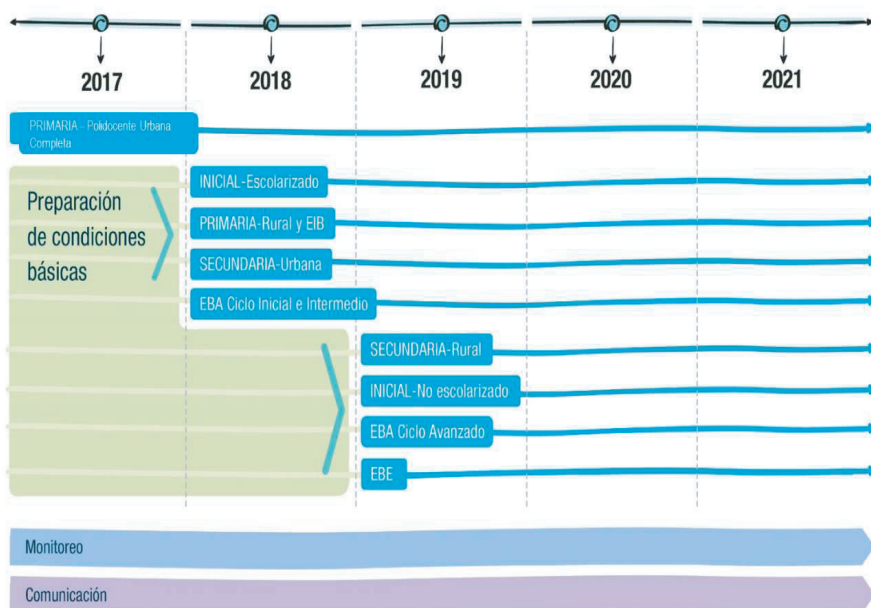 2017 2018 2019 2020 2021
PRIMARIA - Polidocente Urbana
Completa
INICIAL-Escolarizado
Preparación
de condiciones
básicas
PRIMARIA-Rural y EIB
SECUNDARIA-Urbana
EBA Ciclo Inicial e Intermedio
SECUNDARIA-Rural
INICIAL-No escolarizado
EBA Ciclo Avanzado
EBE
Monitoreo
Comunicación